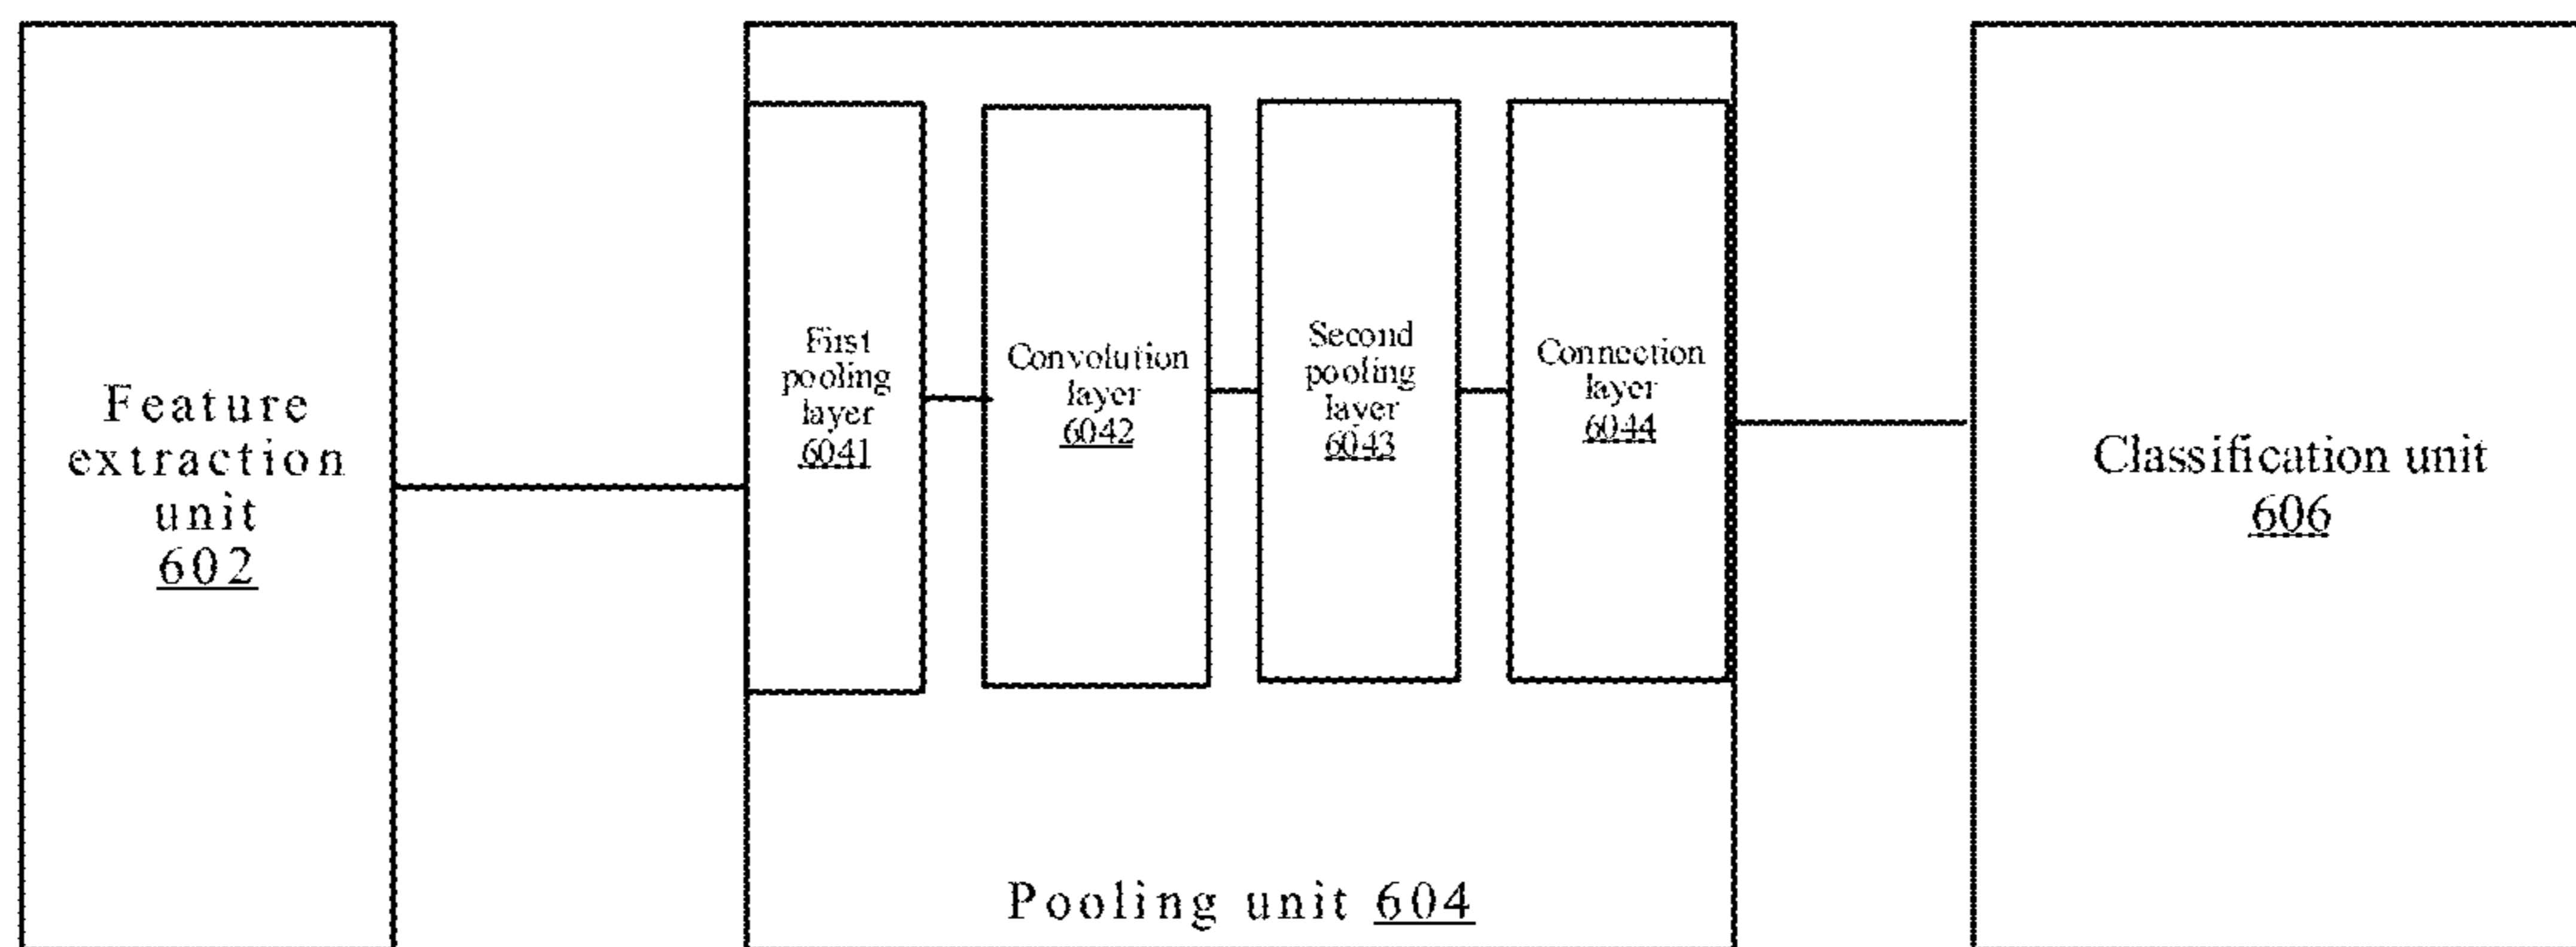 Feature
extraction
unit
602
First
pooling
layer
6041
Convolution
layer
6042
Second
pooling
layer
6043
Connection
layer
6044
Pooling unit 604
Classification unit
606